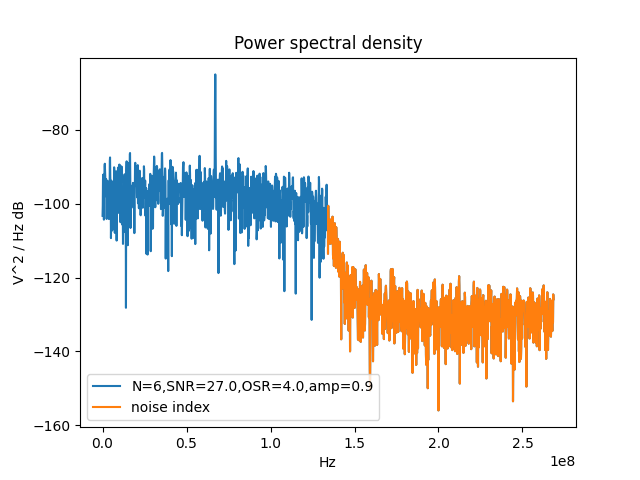 Power spectral density
V^2 / Hz dB
−80
−100
−120
−140
−160
N=6,SNR=27.0,OSR=4.0,amp=0.9
noise index
0.0 0.5 1.0 1.5 2.0 2.5
1e8
Hz